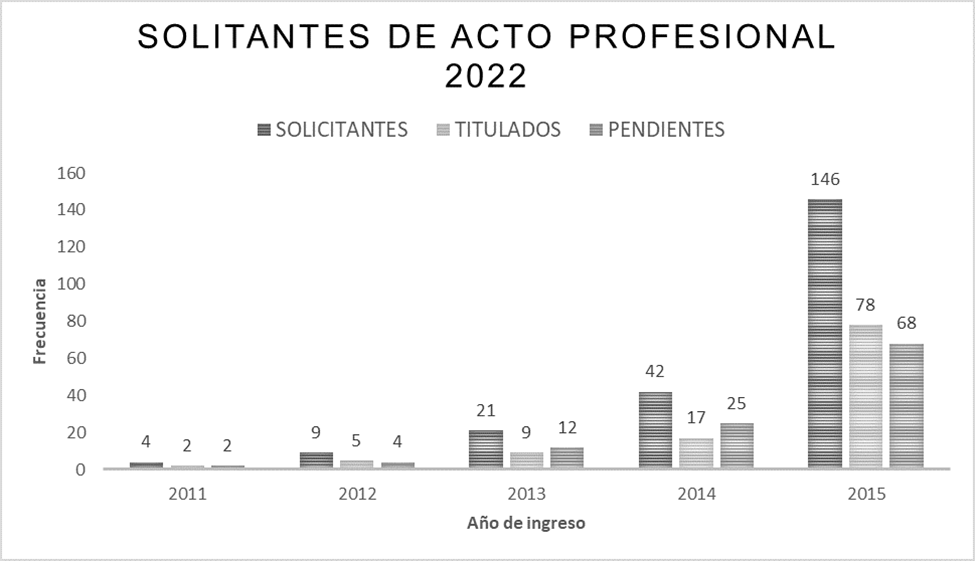 SOLITANTES DE ACTO PROFESIONAL
2022
SOLICITANTES TITULADOS PENDIENTES
160
140
120
100
80
60
40
20
0
Frecuencia
4 2 2
9 5 4
21 9 12
42 17 25
146 78 68
2011 2012 2013 2014 2015
Año de ingreso